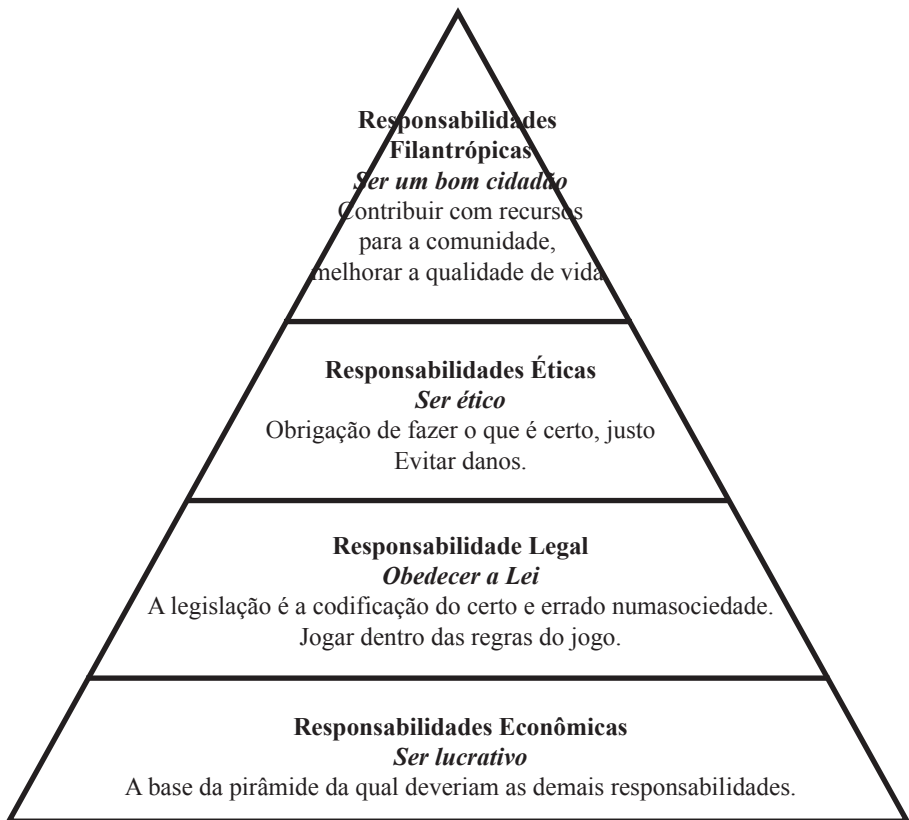 Responsabilidades
Filantrópicas
Ser um bom cidadão
Contribuir com recursos
para a comunidade,
melhorar a qualidade de vida
Responsabilidades Éticas
Ser ético
Obrigação de fazer o que é certo, justo
Evitar danos.
Responsabilidade Legal
Obedecer a Lei
A legislação é a codificação do certo e errado numasociedade.
Jogar dentro das regras do jogo.
Responsabilidades Econômicas
Ser lucrativo
A base da pirâmide da qual deveriam as demais responsabilidades.